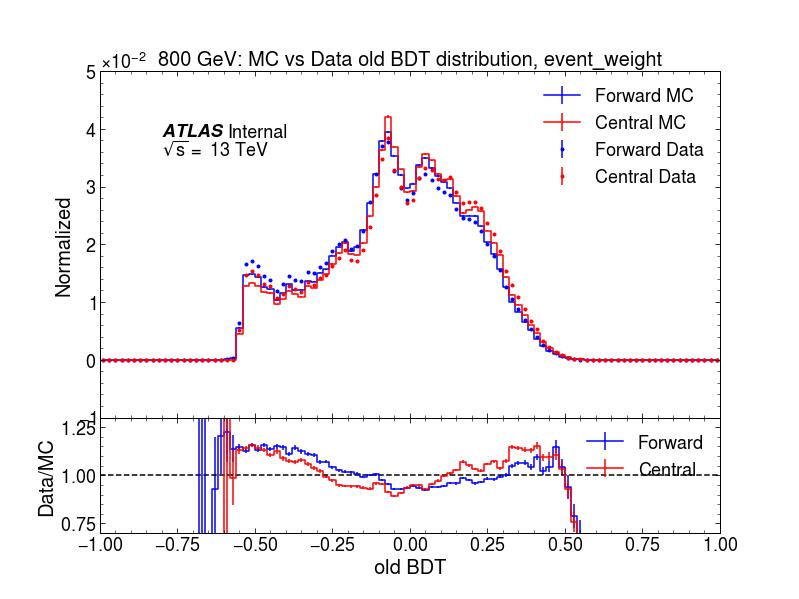 ×10⁻² 800 GeV: MC vs Data old BDT distribution, event_weight
5
4
3
2
1
0
−1
Normalized
ATLAS Internal
√s = 13 TeV
Forward MC
Central MC
Forward Data
Central Data
1.25
1.00
0.75
Data/MC
Forward
Central
−1.00 −0.75 −0.50 −0.25 0.00 0.25 0.50 0.75 1.00
old BDT